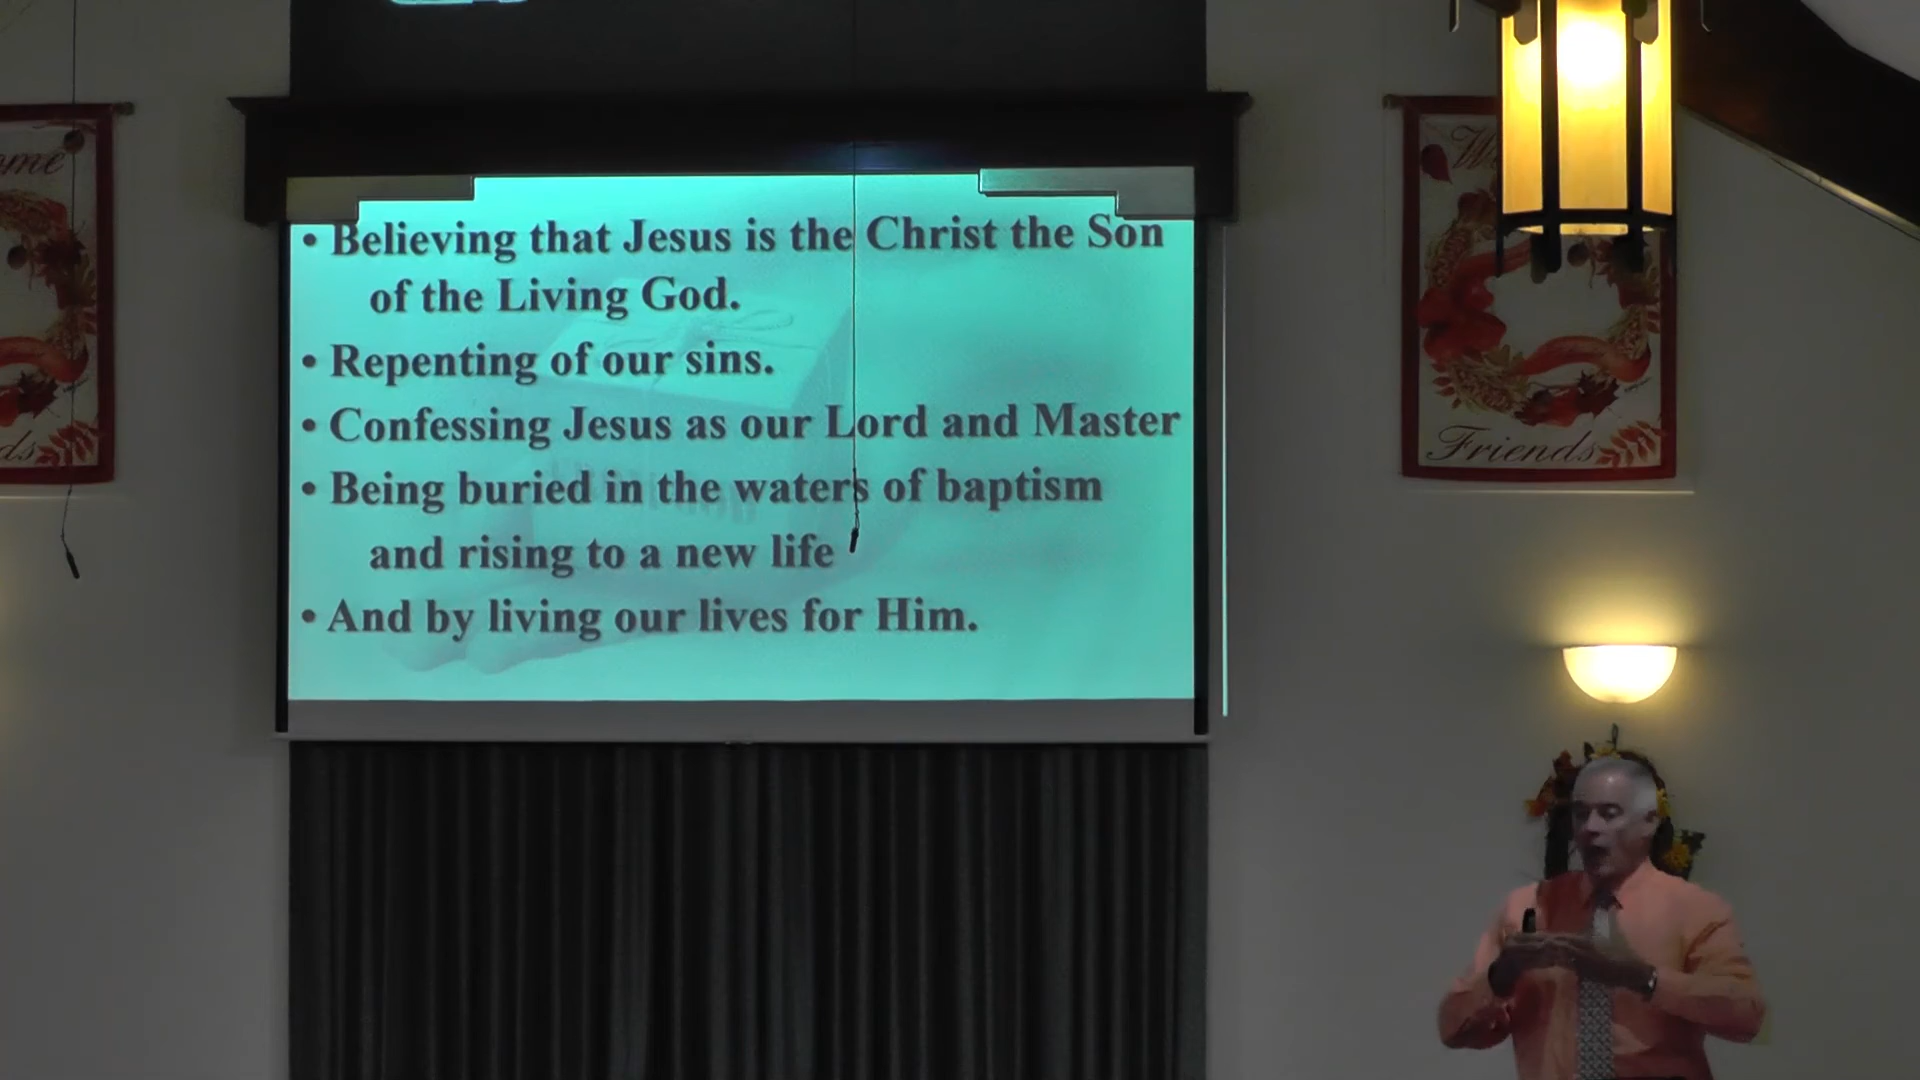 • Believing that Jesus is the Christ the Son
of the Living God.
• Repenting of our sins.
• Confessing Jesus as our Lord and Master
• Being buried in the waters of baptism
and rising to a new life
• And by living our lives for Him.
ome
ds
W
Friends